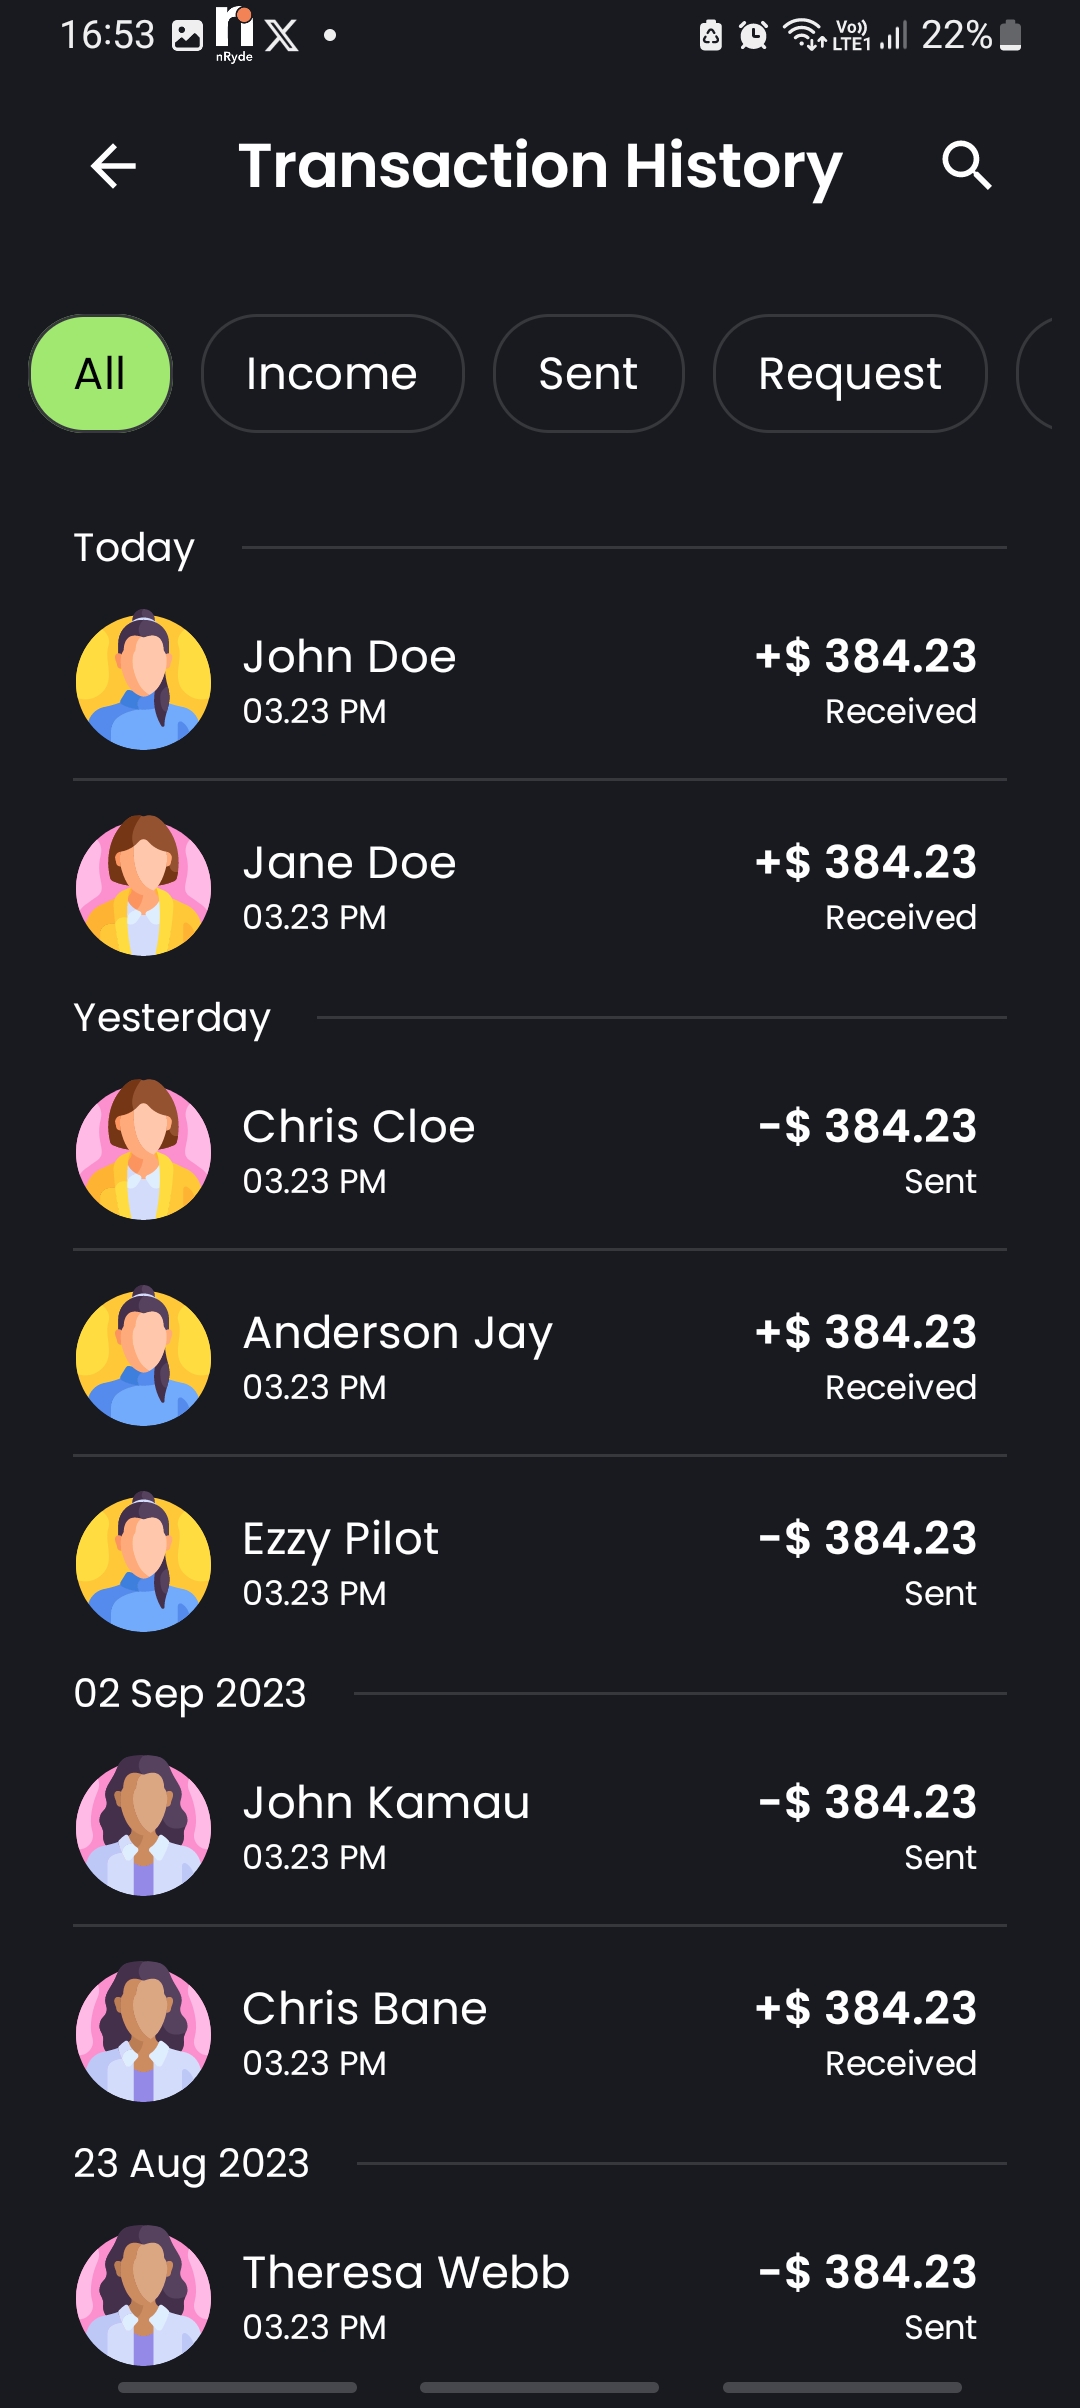 16:53 nRyde Vo)) LTE1 22%
Transaction History
All Income Sent Request
Today
John Doe +$ 384.23
03.23 PM Received
Jane Doe +$ 384.23
03.23 PM Received
Yesterday
Chris Cloe -$ 384.23
03.23 PM Sent
Anderson Jay +$ 384.23
03.23 PM Received
Ezzy Pilot -$ 384.23
03.23 PM Sent
02 Sep 2023
John Kamau -$ 384.23
03.23 PM Sent
Chris Bane +$ 384.23
03.23 PM Received
23 Aug 2023
Theresa Webb -$ 384.23
03.23 PM Sent